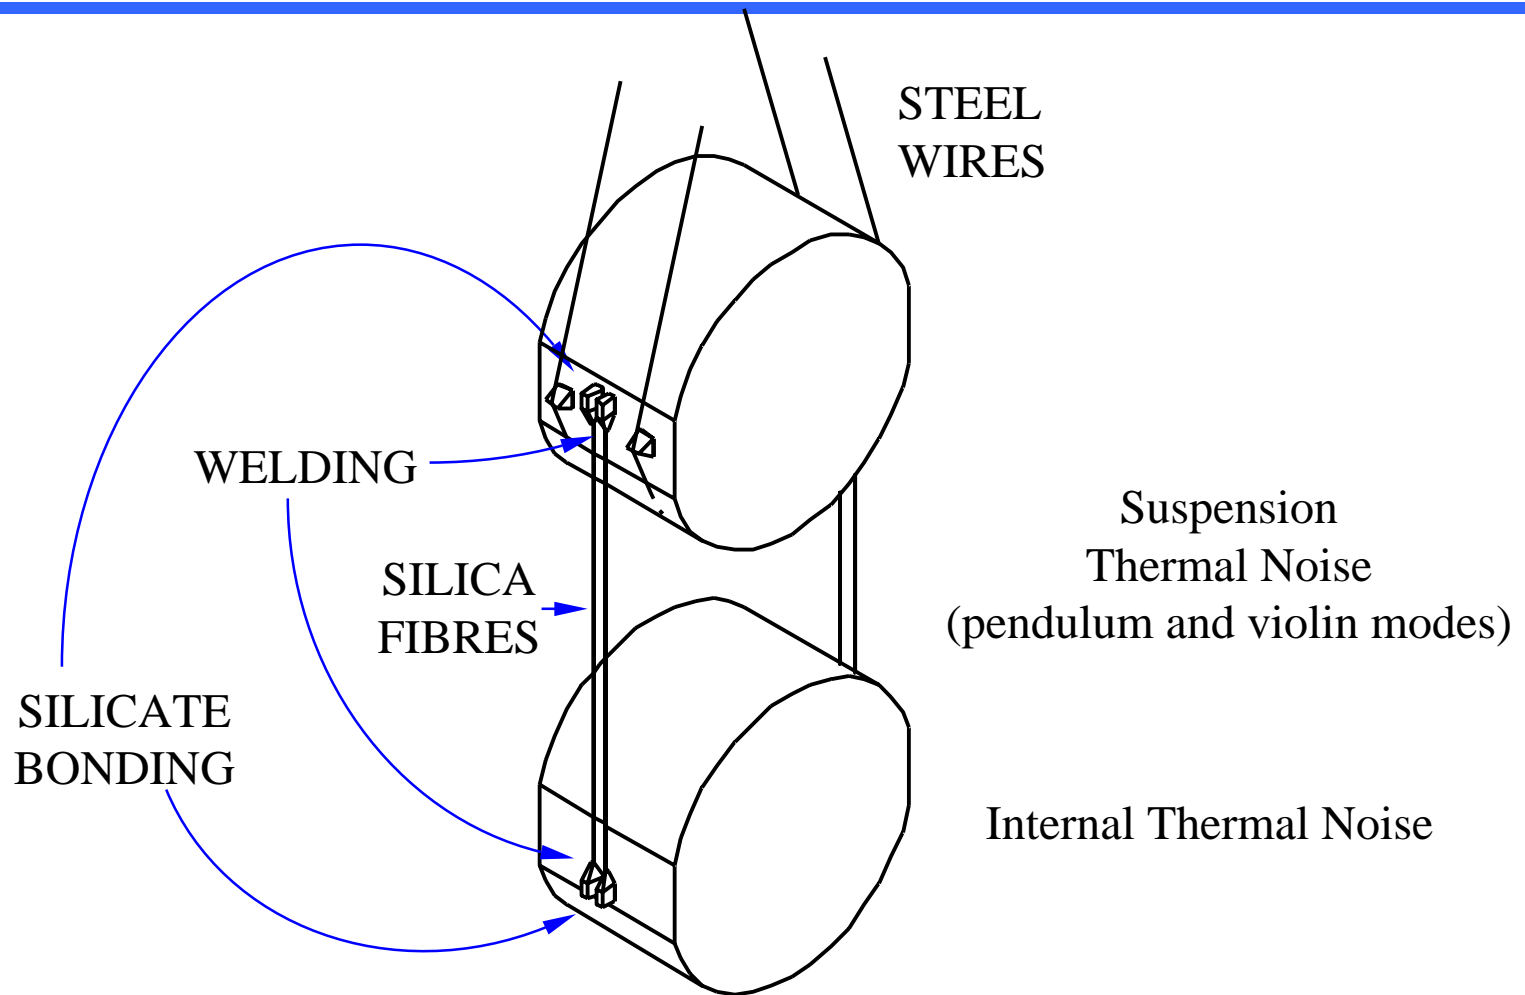 STEEL
WIRES
WELDING
SILICA
FIBRES
SILICATE
BONDING
Suspension
Thermal Noise
(pendulum and violin modes)
Internal Thermal Noise